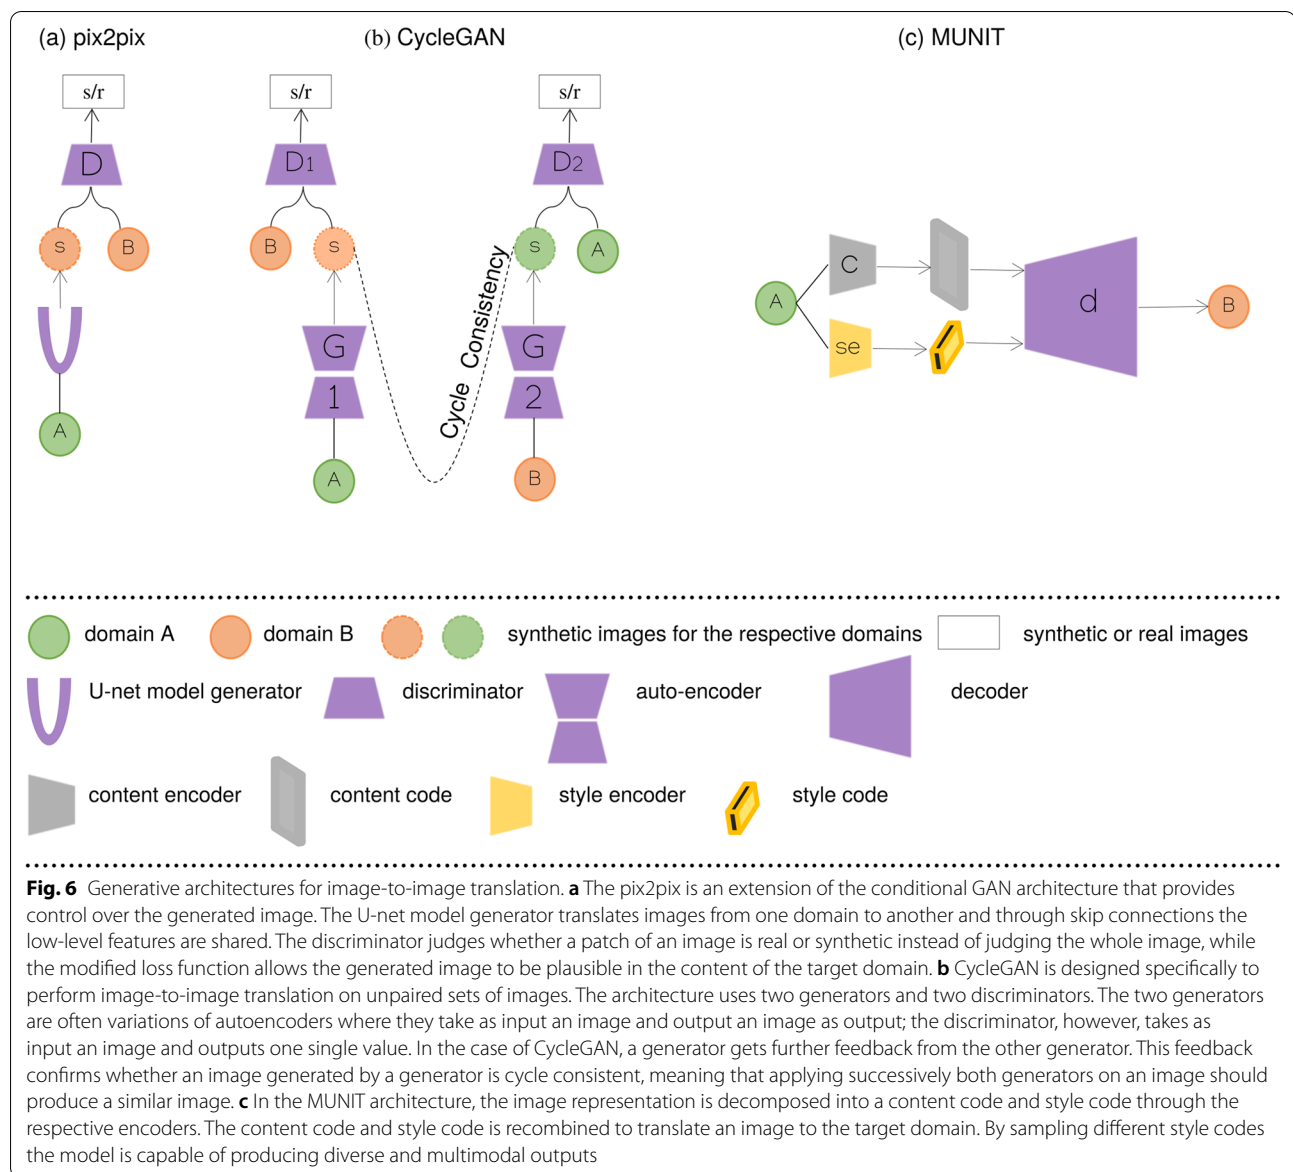 (a) pix2pix
(b) CycleGAN
(c) MUNIT
s/r
s/r
s/r
D
D1
D2
s
B
B
s
s
A
Cycle Consistency
C
A
d
B
se
G
1
G
2
A
A
B
domain A
domain B
synthetic images for the respective domains
synthetic or real images
U-net model generator
discriminator
auto-encoder
decoder
content encoder
content code
style encoder
style code
Fig. 6 Generative architectures for image-to-image translation. a The pix2pix is an extension of the conditional GAN architecture that provides
control over the generated image. The U-net model generator translates images from one domain to another and through skip connections the
low-level features are shared. The discriminator judges whether a patch of an image is real or synthetic instead of judging the whole image, while
the modified loss function allows the generated image to be plausible in the content of the target domain. b CycleGAN is designed specifically to
perform image-to-image translation on unpaired sets of images. The architecture uses two generators and two discriminators. The two generators
are often variations of autoencoders where they take as input an image and output an image as output; the discriminator, however, takes as
input an image and outputs one single value. In the case of CycleGAN, a generator gets further feedback from the other generator. This feedback
confirms whether an image generated by a generator is cycle consistent, meaning that applying successively both generators on an image should
produce a similar image. c In the MUNIT architecture, the image representation is decomposed into a content code and style code through the
respective encoders. The content code and style code is recombined to translate an image to the target domain. By sampling different style codes
the model is capable of producing diverse and multimodal outputs